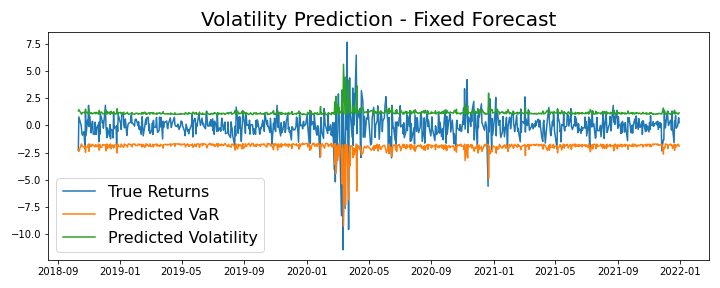 Volatility Prediction - Fixed Forecast
7.5
5.0
2.5
0.0
−2.5
−5.0
−7.5
−10.0
True Returns
Predicted VaR
Predicted Volatility
2018-09 2019-01 2019-05 2019-09 2020-01 2020-05 2020-09 2021-01 2021-05 2021-09 2022-01